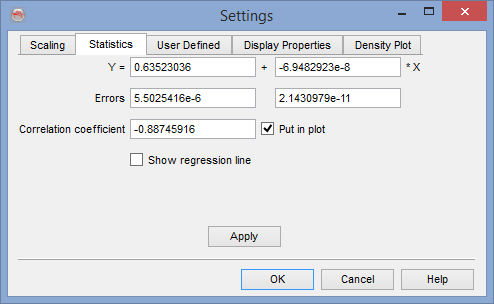 Settings
Scaling Statistics User Defined Display Properties Density Plot
Y = 0.63523036 + -6.9482923e-8 * X
Errors 5.5025416e-6 2.1430979e-11
Correlation coefficient -0.88745916 Put in plot
Show regression line
Apply
OK Cancel Help